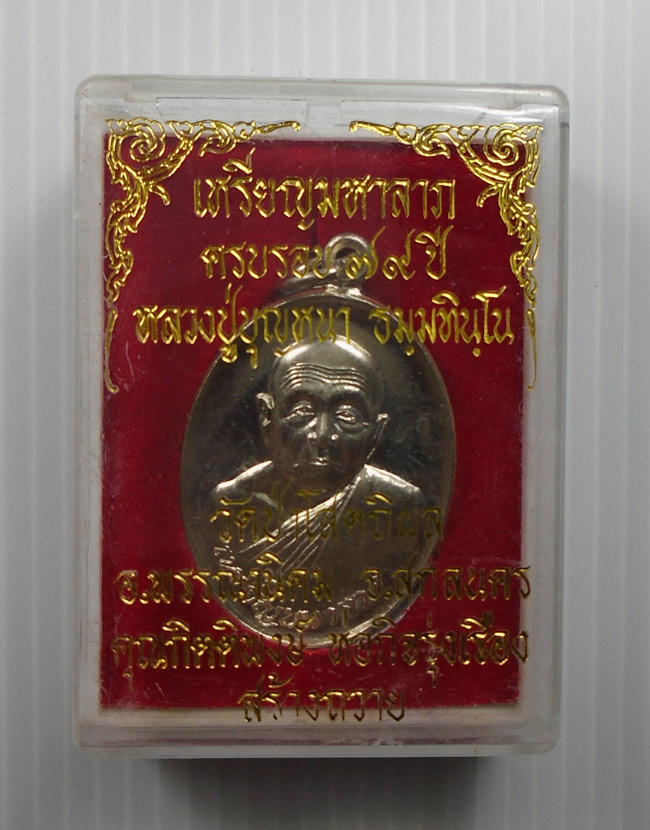 เหรียญมหาลาภ
ครบรอบ ๗๙ ปี
หลวงปู่บุญหนา ธมฺมทินฺโน
วัดป่าโสตถิผล
อ.พรรณานิคม จ.สกลนคร
คุณกิตติพงษ์ ห่อกิจรุ่งเรือง
สร้างถวาย